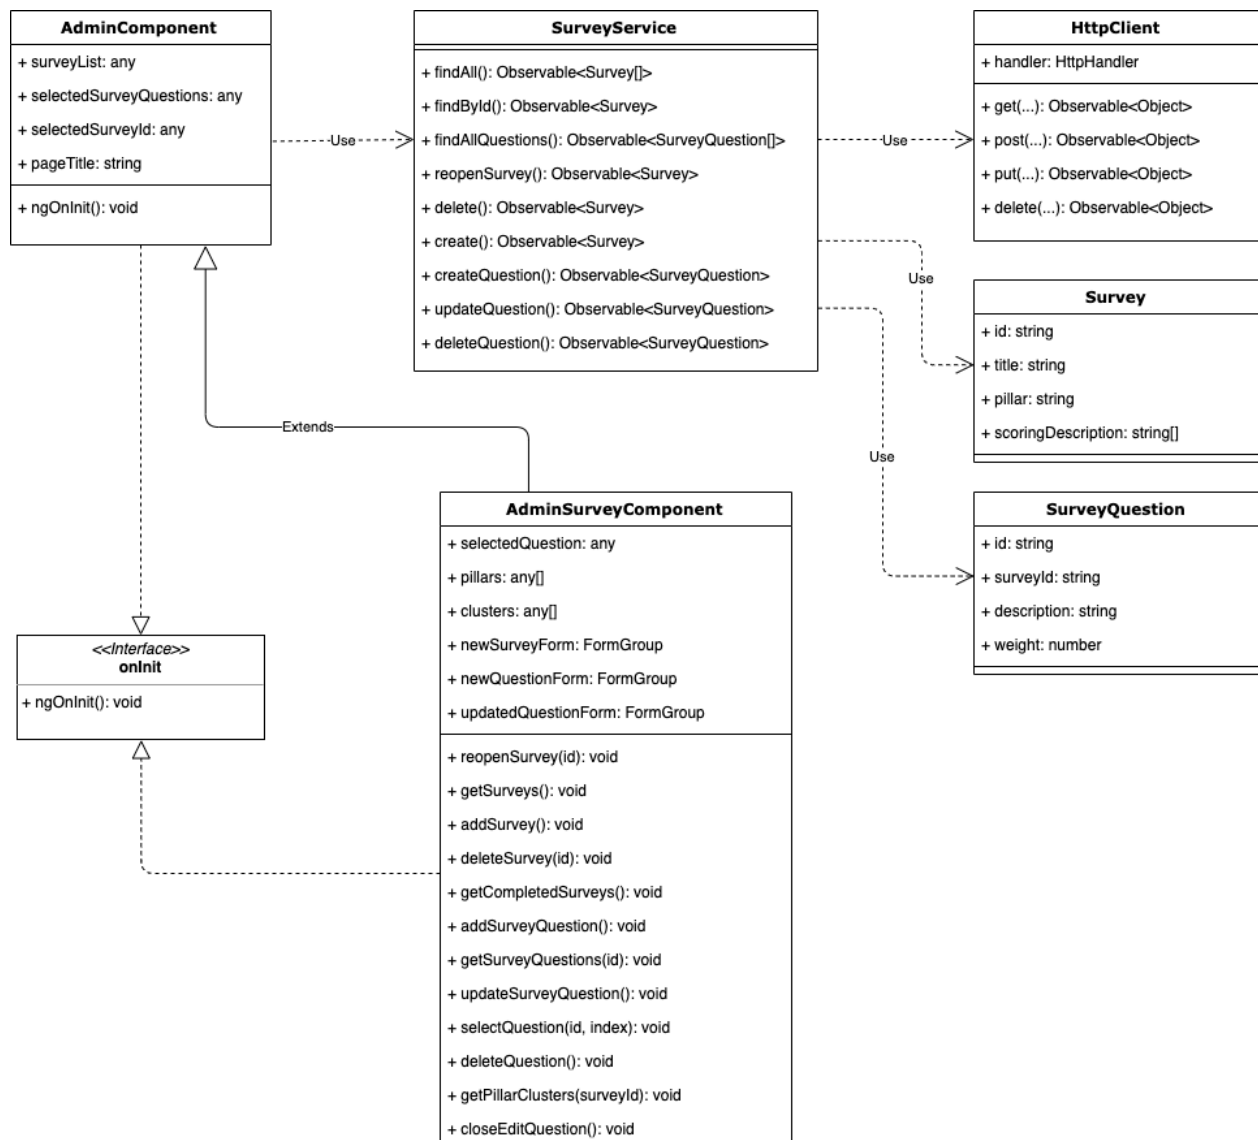 AdminComponent
+ surveyList: any
+ selectedSurveyQuestions: any
+ selectedSurveyId: any
+ pageTitle: string
+ ngOnInit(): void
Use
SurveyService
+ findAll(): Observable<Survey[]>
+ findById(): Observable<Survey>
+ findAllQuestions(): Observable<SurveyQuestion[]>
+ reopenSurvey(): Observable<Survey>
+ delete(): Observable<Survey>
+ create(): Observable<Survey>
+ createQuestion(): Observable<SurveyQuestion>
+ updateQuestion(): Observable<SurveyQuestion>
+ deleteQuestion(): Observable<SurveyQuestion>
Use
Use
Use
HttpClient
+ handler: HttpHandler
+ get(...): Observable<Object>
+ post(...): Observable<Object>
+ put(...): Observable<Object>
+ delete(...): Observable<Object>
Survey
+ id: string
+ title: string
+ pillar: string
+ scoringDescription: string[]
SurveyQuestion
+ id: string
+ surveyId: string
+ description: string
+ weight: number
Extends
<<Interface>>
onInit
+ ngOnInit(): void
AdminSurveyComponent
+ selectedQuestion: any
+ pillars: any[]
+ clusters: any[]
+ newSurveyForm: FormGroup
+ newQuestionForm: FormGroup
+ updatedQuestionForm: FormGroup
+ reopenSurvey(id): void
+ getSurveys(): void
+ addSurvey(): void
+ deleteSurvey(id): void
+ getCompletedSurveys(): void
+ addSurveyQuestion(): void
+ getSurveyQuestions(id): void
+ updateSurveyQuestion(): void
+ selectQuestion(id, index): void
+ deleteQuestion(): void
+ getPillarClusters(surveyId): void
+ closeEditQuestion(): void